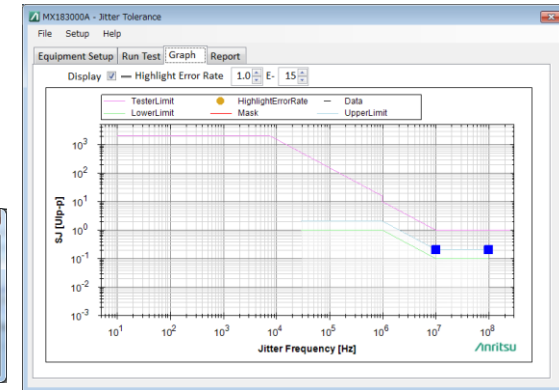 MX183000A - Jitter Tolerance
File Setup Help
Equipment Setup Run Test Graph Report
Display — Highlight Error Rate 1.0 E- 15
TesterLimit HighlightErrorRate Data
LowerLimit Mask UpperLimit
SJ [UIp-p]
10³
10²
10¹
10⁰
10⁻¹
10⁻²
10⁻³
10¹ 10² 10³ 10⁴ 10⁵ 10⁶ 10⁷ 10⁸
Jitter Frequency [Hz]
Anritsu